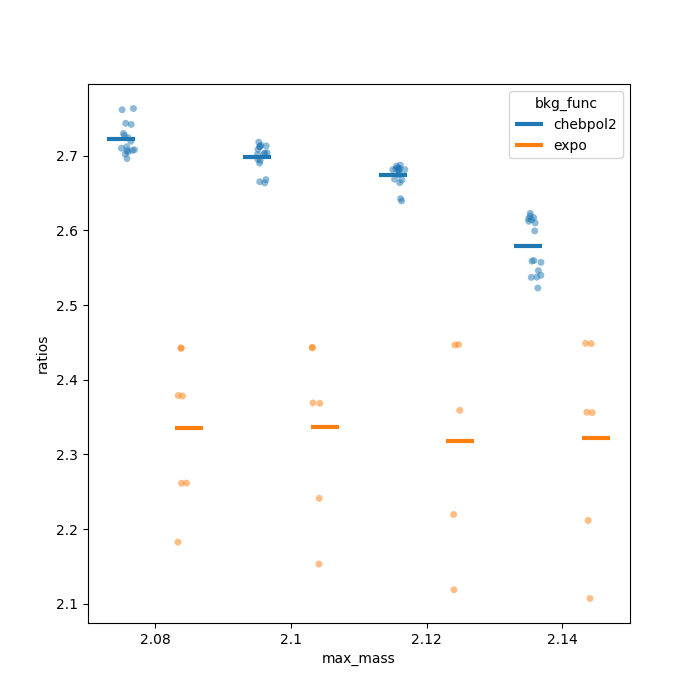 bkg_func
chebpol2
expo
2.7
2.6
2.5
2.4
2.3
2.2
2.1
ratios
2.08
2.1
2.12
2.14
max_mass